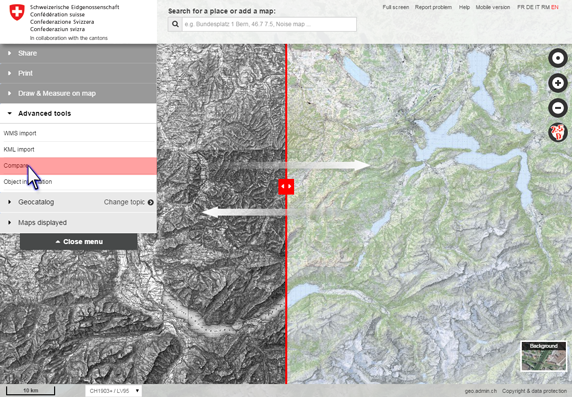 Schweizerische Eidgenossenschaft
Confédération suisse
Confederazione Svizzera
Confederaziun svizra
In collaboration with the cantons
Search for a place or add a map:
e.g. Bundesplatz 1 Bern, 46.7 7.5, Noise map ..
Full screen Report problem Help Mobile version FR DE IT RM EN
Share
Print
Draw & Measure on map
Advanced tools
WMS import
KML import
Compare
Object information
Geocatalog Change topic
Maps displayed
Close menu
Background
10 km
CH1903+ / LV95
geo.admin.ch Copyright & data protection